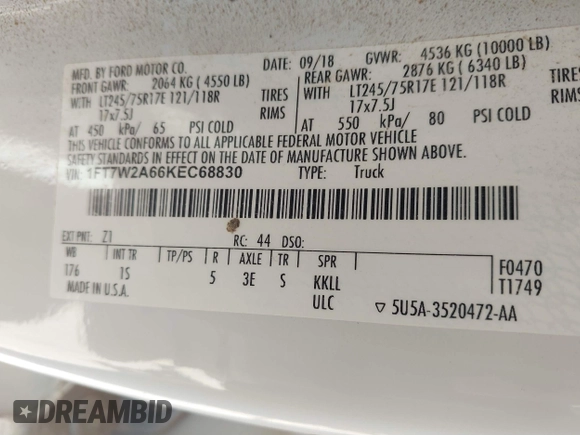 MFD. BY FORD MOTOR CO. DATE: 09/18 GVWR: 4536 KG (10000 LB)
FRONT GAWR: 2064 KG ( 4550 LB) REAR GAWR: 2876 KG ( 6340 LB)
WITH LT245/75R17E 121/118R TIRES WITH LT245/75R17E 121/118R TIRES
17x7.5J RIMS 17x7.5J RIMS
AT 450 kPa/ 65 PSI COLD AT 550 kPa/ 80 PSI COLD
THIS VEHICLE CONFORMS TO ALL APPLICABLE FEDERAL MOTOR VEHICLE
SAFETY STANDARDS IN EFFECT ON THE DATE OF MANUFACTURE SHOWN ABOVE.
VIN: 1FT7W2A66KEC68830 TYPE: Truck
EXT PNT: Z1 RC: 44 DSO:
WB INT TR TP/PS R AXLE TR SPR F0470
176 1S 5 3E S KKLL T1749
MADE IN U.S.A. ULC ▽ 5U5A-3520472-AA
DREAMBID